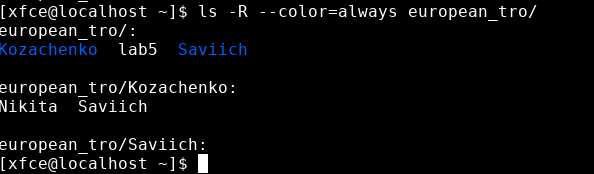 [xfce@localhost ~]$ ls -R --color=always european_tro/
european_tro/:
Kozachenko  lab5  Saviich

european_tro/Kozachenko:
Nikita  Saviich

european_tro/Saviich:
[xfce@localhost ~]$